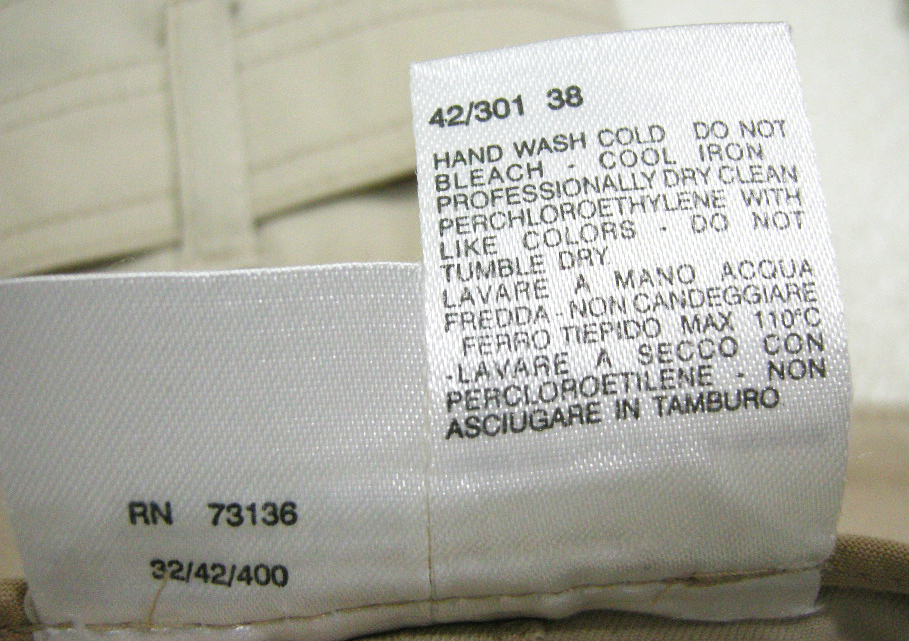 42/301 38
HAND WASH COLD DO NOT
BLEACH - COOL IRON
PROFESSIONALLY DRY CLEAN
PERCHLOROETHYLENE WITH
LIKE COLORS - DO NOT
TUMBLE DRY
LAVARE A MANO ACQUA
FREDDA - NON CANDEGGIARE
FERRO TIEPIDO MAX 110°C
-LAVARE A SECCO CON
PERCLOROETILENE - NON
ASCIUGARE IN TAMBURO
RN 73136
32/42/400